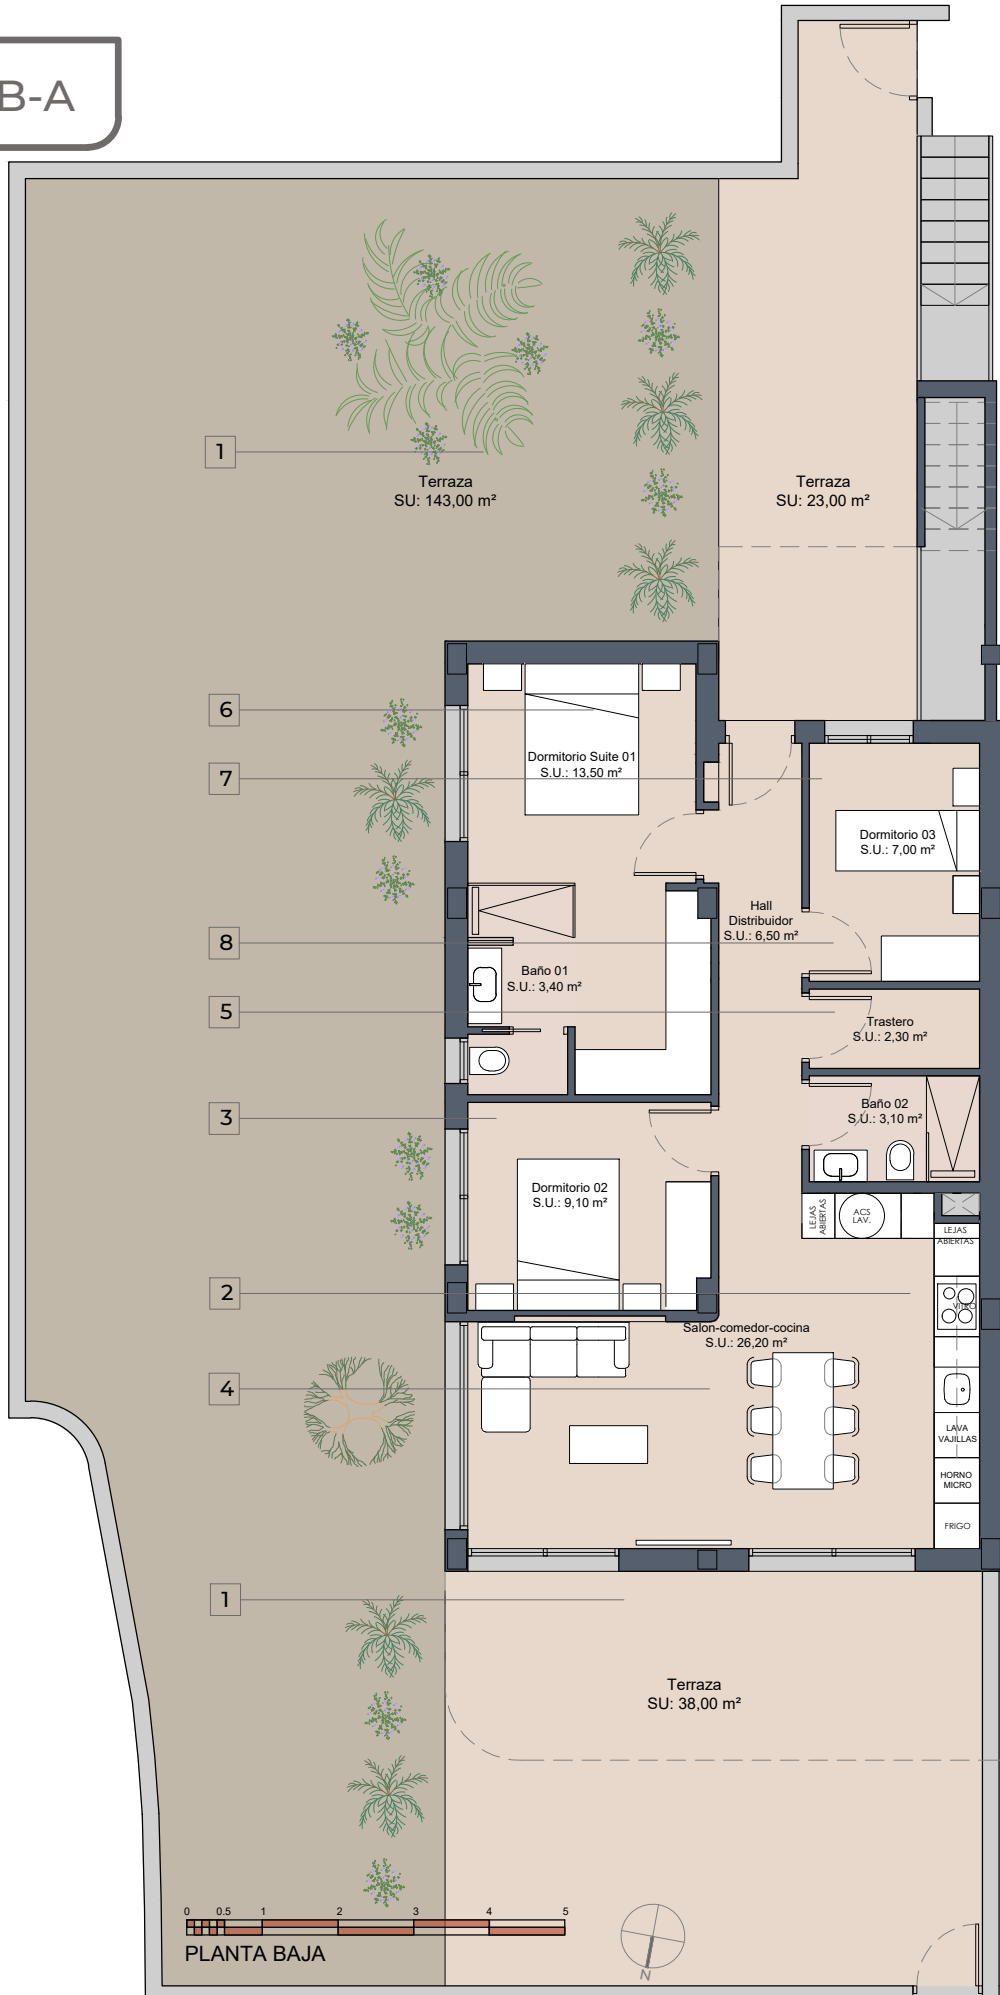 B-A
1
Terraza
SU: 143,00 m²
Terraza
SU: 23,00 m²
6
Dormitorio Suite 01
S.U.: 13,50 m²
7
Dormitorio 03
S.U.: 7,00 m²
Hall
Distribuidor
S.U.: 6,50 m²
8
Baño 01
S.U.: 3,40 m²
5
Trastero
S.U.: 2,30 m²
3
Baño 02
S.U.: 3,10 m²
Dormitorio 02
S.U.: 9,10 m²
LEJAS
ABIERTAS
ACS
LAV.
LEJAS
ABIERTAS
2
VITRO
Salon-comedor-cocina
S.U.: 26,20 m²
4
LAVA
VAJILLAS
HORNO
MICRO
FRIGO
1
Terraza
SU: 38,00 m²
0 0.5 1 2 3 4 5
PLANTA BAJA
N